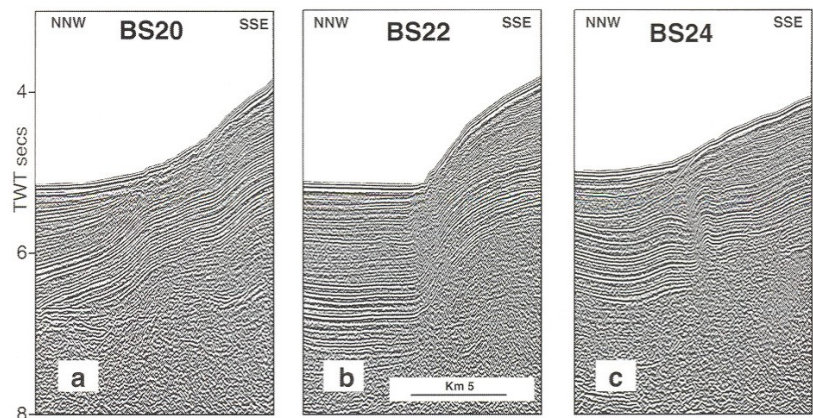 NNW BS20 SSE
NNW BS22 SSE
NNW BS24 SSE
4
TWT secs
6
8
a
b
Km 5
c